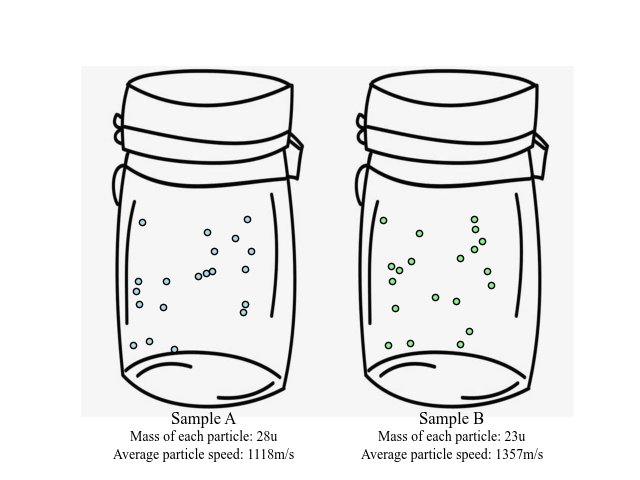 Sample A
Mass of each particle: 28u
Average particle speed: 1118m/s
Sample B
Mass of each particle: 23u
Average particle speed: 1357m/s